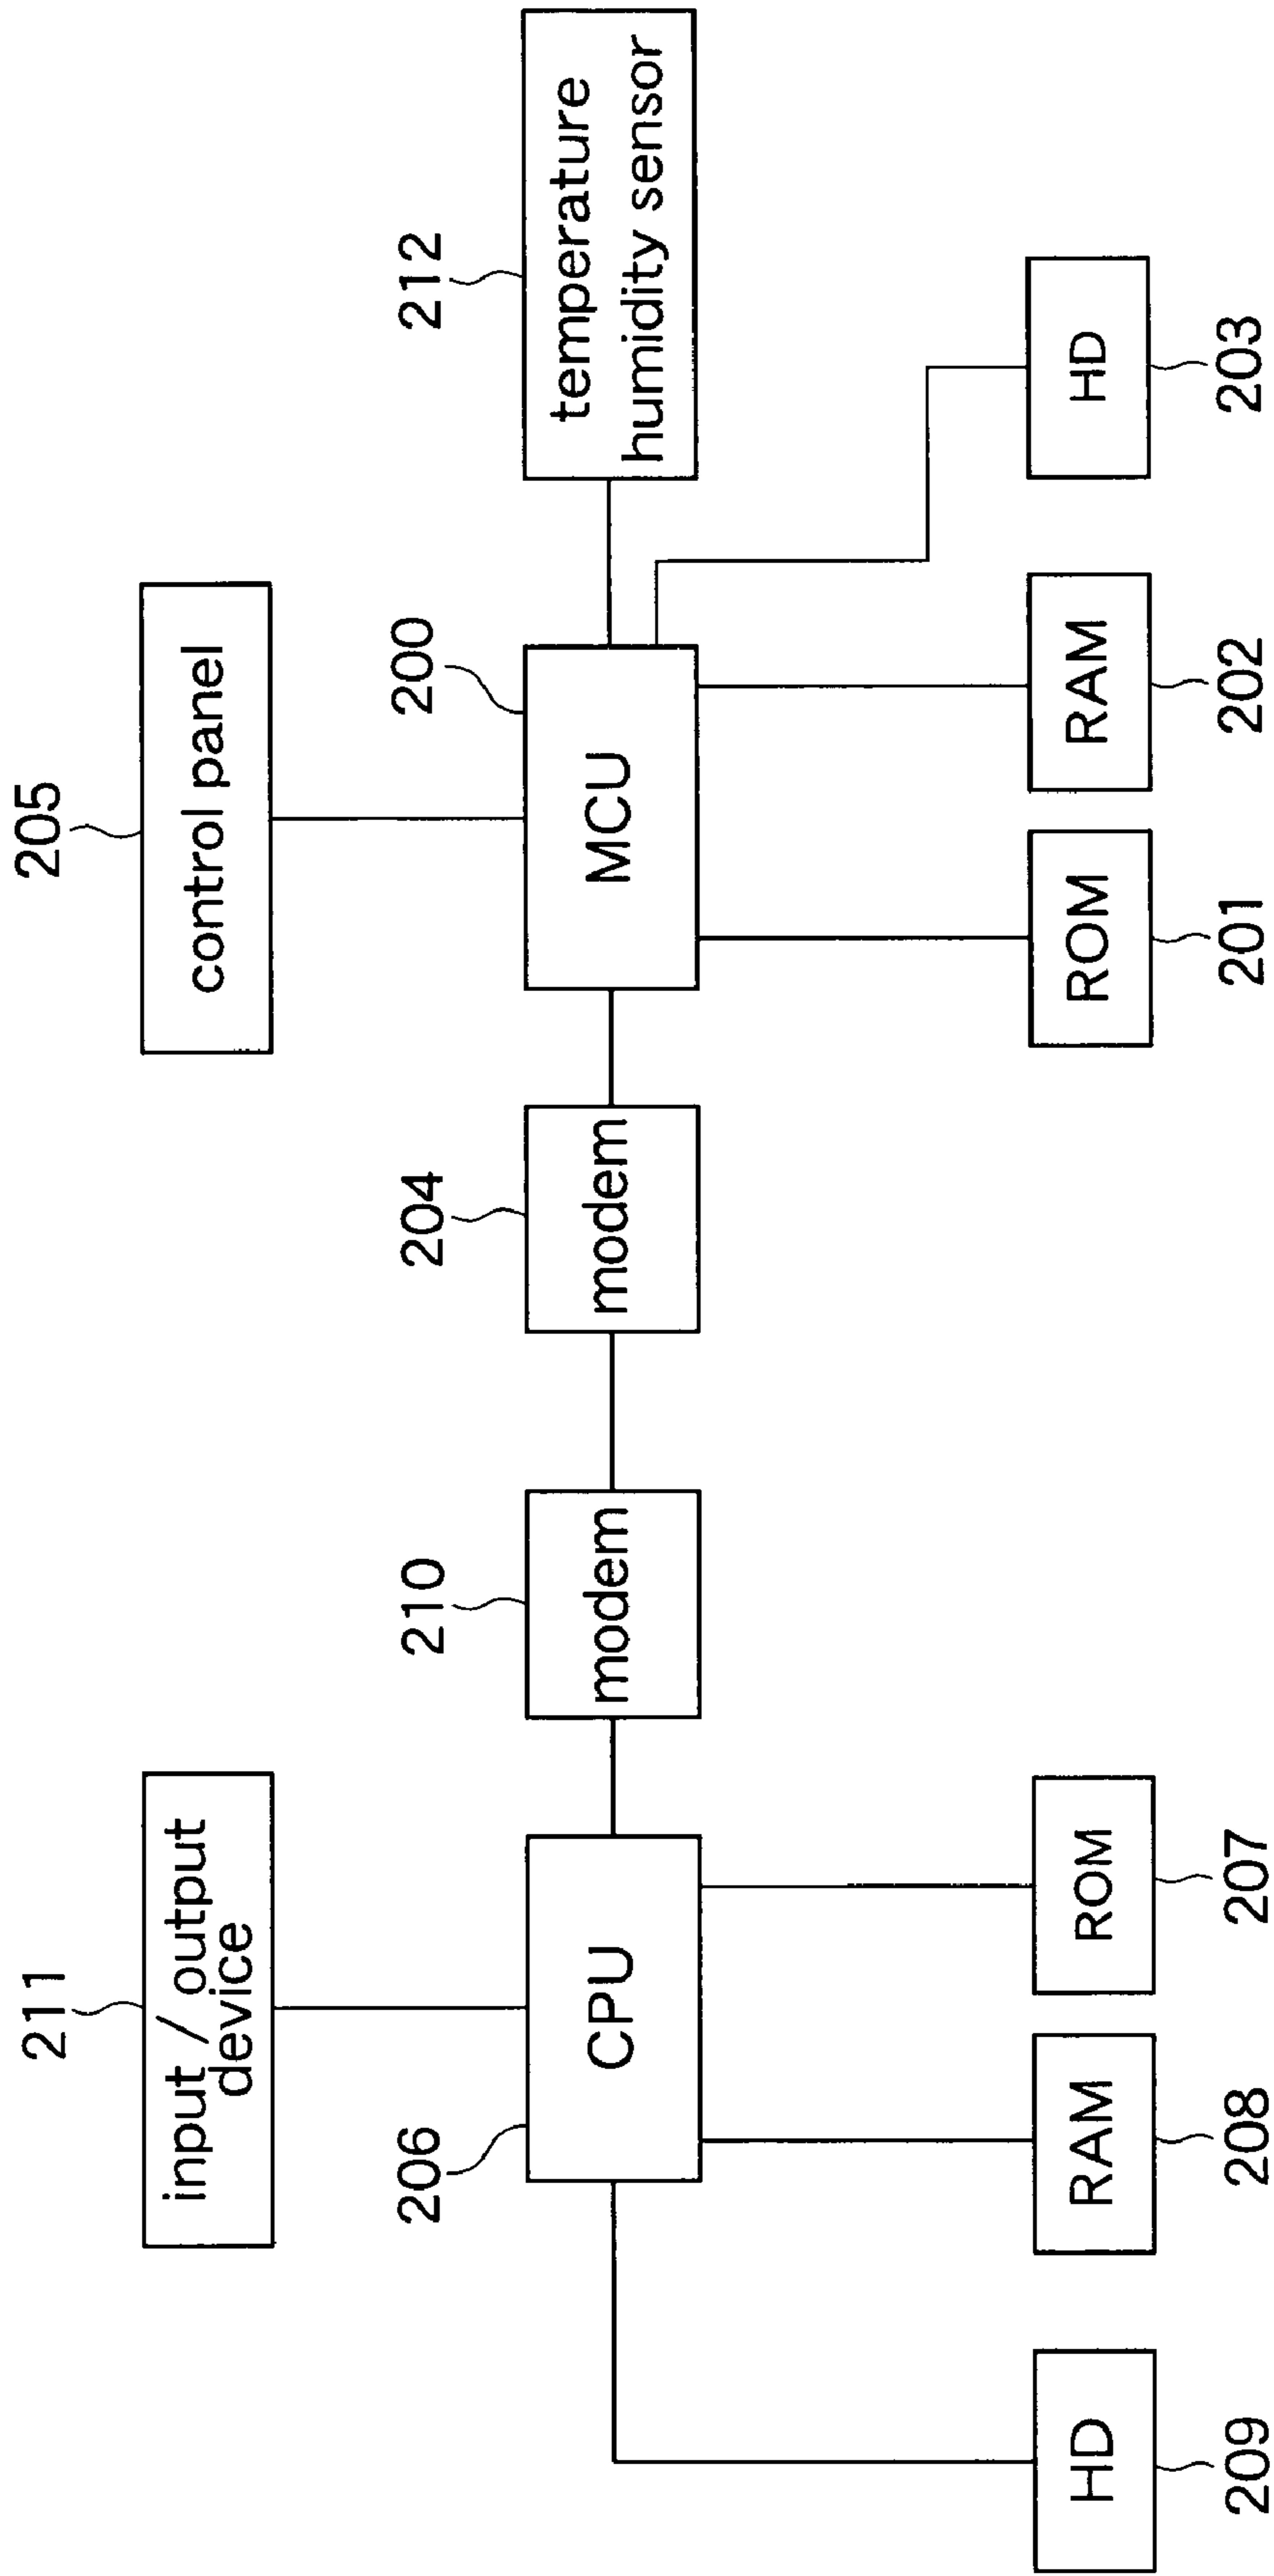 211
input / output
device
205
control panel
206
CPU
210
modem
204
modem
200
MCU
212
temperature
humidity sensor
HD
209
RAM
208
ROM
207
ROM
201
RAM
202
HD
203